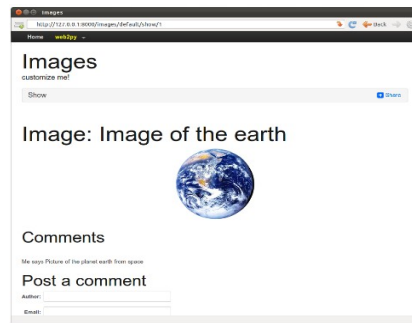 Images
http://127.0.0.1:8000/images/default/show/1
Back
Home web2py
Images
customize me!
Show Share
Image: Image of the earth
Comments
Me says Picture of the planet earth from space
Post a comment
Author:
Email: